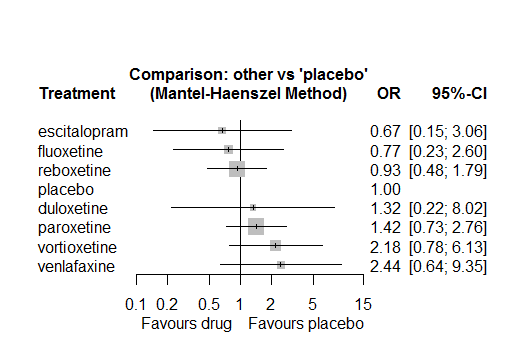 Comparison: other vs 'placebo'
Treatment (Mantel-Haenszel Method) OR 95%-CI
escitalopram 0.67 [0.15; 3.06]
fluoxetine 0.77 [0.23; 2.60]
reboxetine 0.93 [0.48; 1.79]
placebo 1.00
duloxetine 1.32 [0.22; 8.02]
paroxetine 1.42 [0.73; 2.76]
vortioxetine 2.18 [0.78; 6.13]
venlafaxine 2.44 [0.64; 9.35]
0.1 0.2 0.5 1 2 5 15
Favours drug Favours placebo